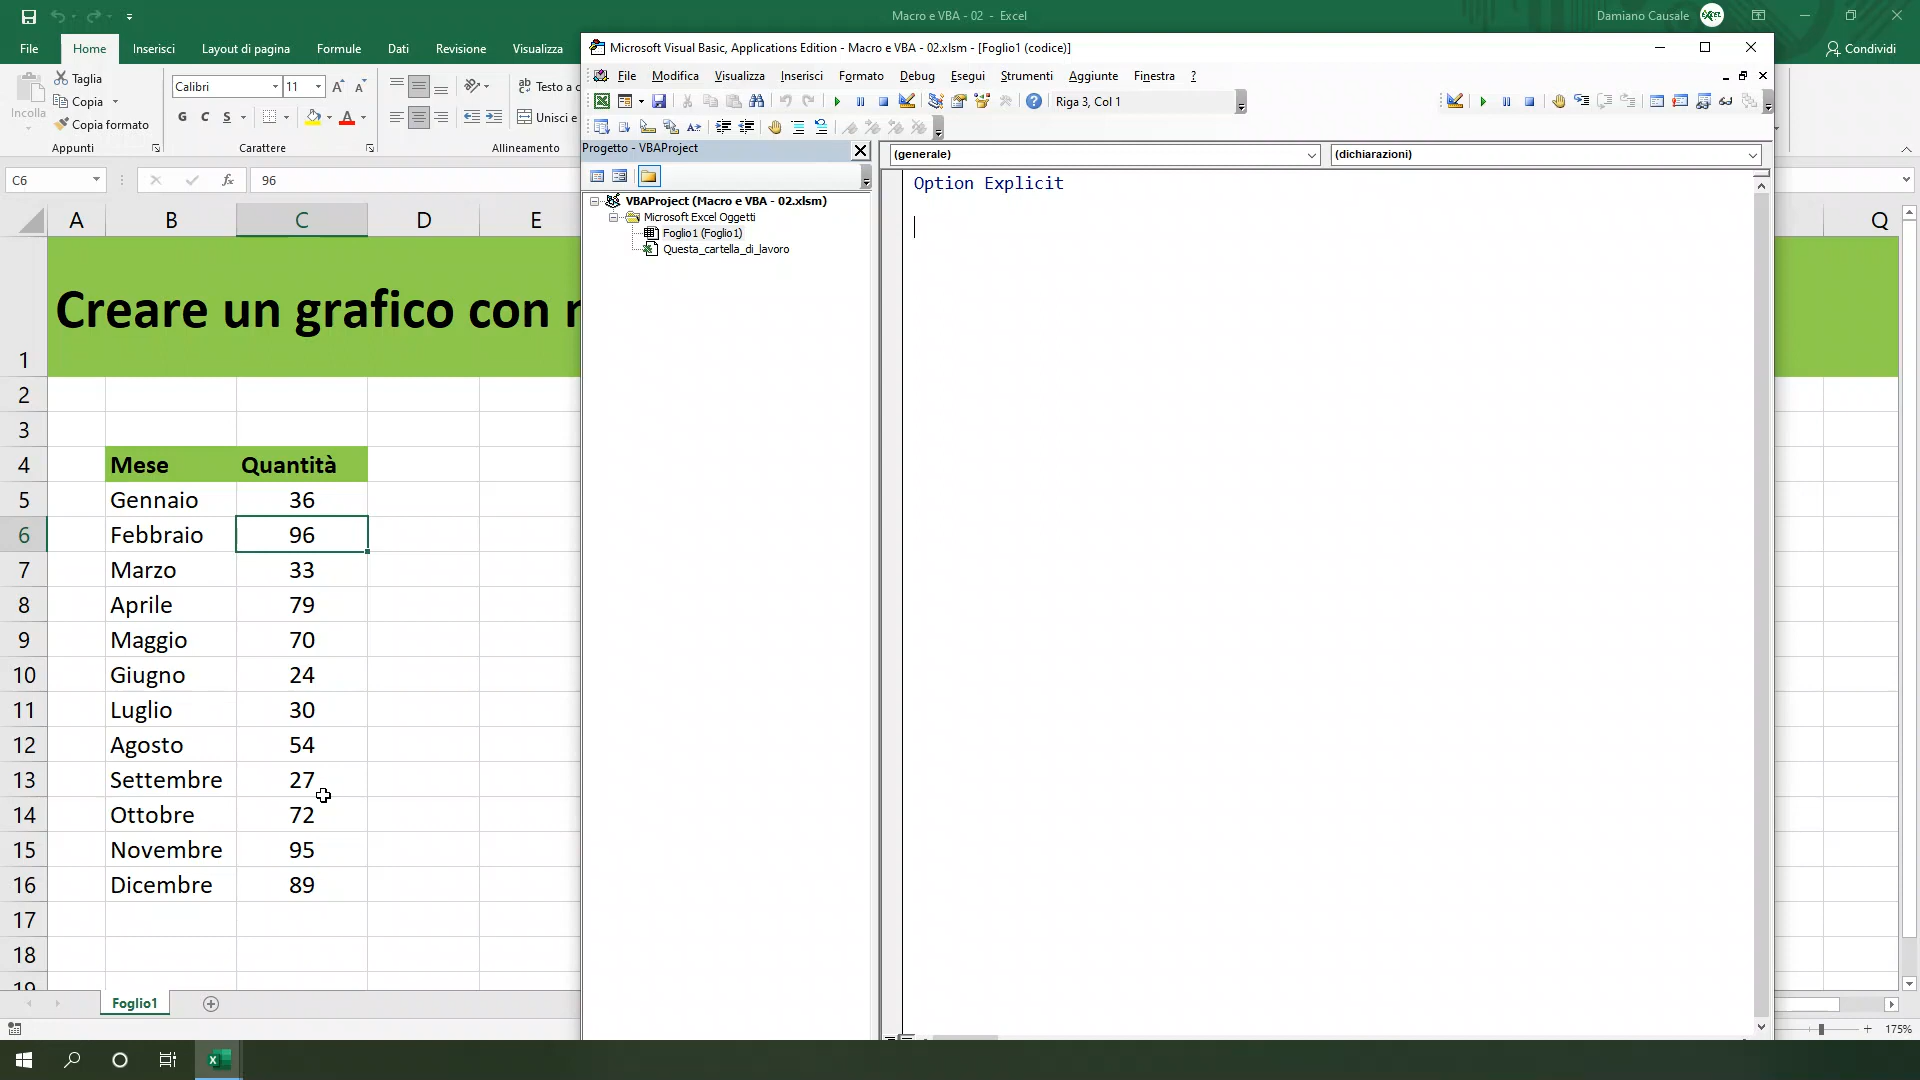 Macro e VBA - 02 - Excel
Damiano Causale
EXCEL
File
Home
Inserisci
Layout di pagina
Formule
Dati
Revisione
Visualizza
Condividi
Incolla
Taglia
Copia
Copia formato
Appunti
Calibri
11
G C S
Carattere
Testo a c
Unisci e
Allineamento
C6
96
A B C D E Q
1
Creare un grafico con
2
3
4 Mese Quantità
5 Gennaio 36
6 Febbraio 96
7 Marzo 33
8 Aprile 79
9 Maggio 70
10 Giugno 24
11 Luglio 30
12 Agosto 54
13 Settembre 27
14 Ottobre 72
15 Novembre 95
16 Dicembre 89
17
18
19
Foglio1
175%
Microsoft Visual Basic, Applications Edition - Macro e VBA - 02.xlsm - [Foglio1 (codice)]
File Modifica Visualizza Inserisci Formato Debug Esegui Strumenti Aggiunte Finestra ?
Riga 3, Col 1
Progetto - VBAProject
VBAProject (Macro e VBA - 02.xlsm)
Microsoft Excel Oggetti
Foglio1 (Foglio1)
Questa_cartella_di_lavoro
(generale)
(dichiarazioni)
Option Explicit